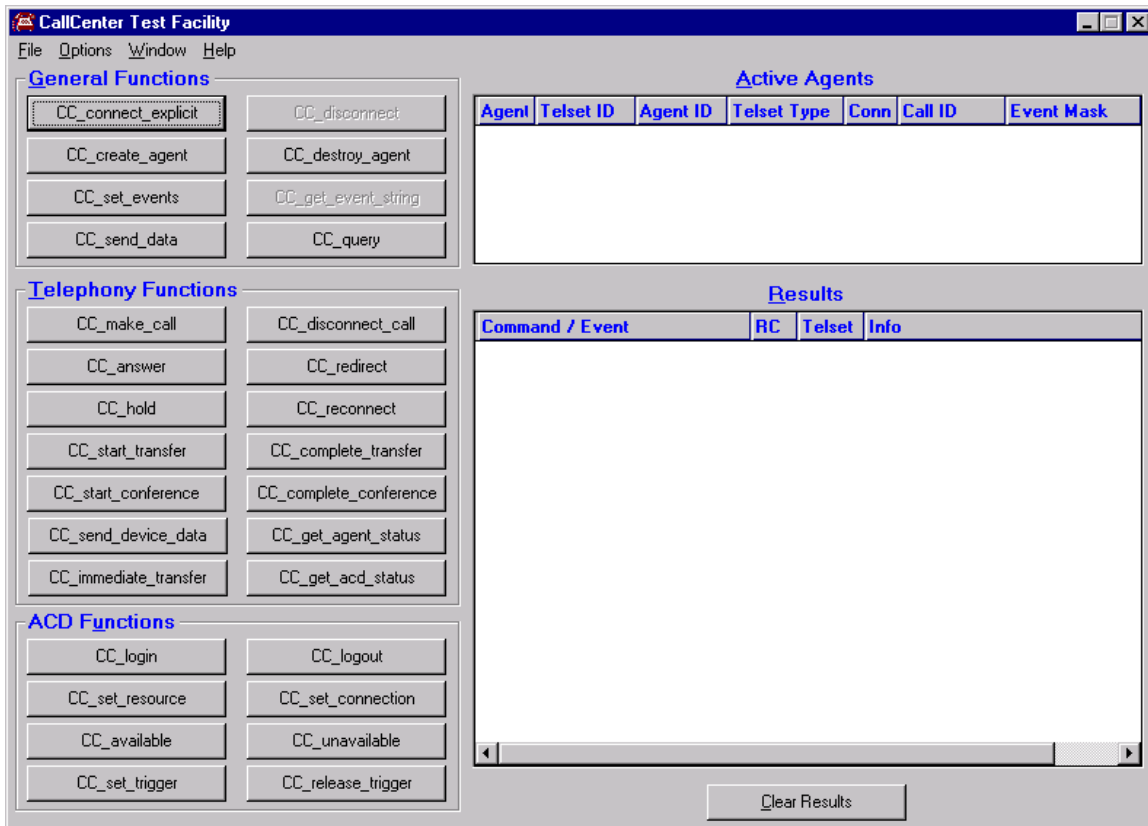 CallCenter Test Facility
File Options Window Help
General Functions
CC_connect_explicit CC_disconnect
CC_create_agent CC_destroy_agent
CC_set_events CC_get_event_string
CC_send_data CC_query
Telephony Functions
CC_make_call CC_disconnect_call
CC_answer CC_redirect
CC_hold CC_reconnect
CC_start_transfer CC_complete_transfer
CC_start_conference CC_complete_conference
CC_send_device_data CC_get_agent_status
CC_immediate_transfer CC_get_acd_status
ACD Functions
CC_login CC_logout
CC_set_resource CC_set_connection
CC_available CC_unavailable
CC_set_trigger CC_release_trigger
Active Agents
Agent Telset ID Agent ID Telset Type Conn Call ID Event Mask
Results
Command / Event RC Telset Info
Clear Results